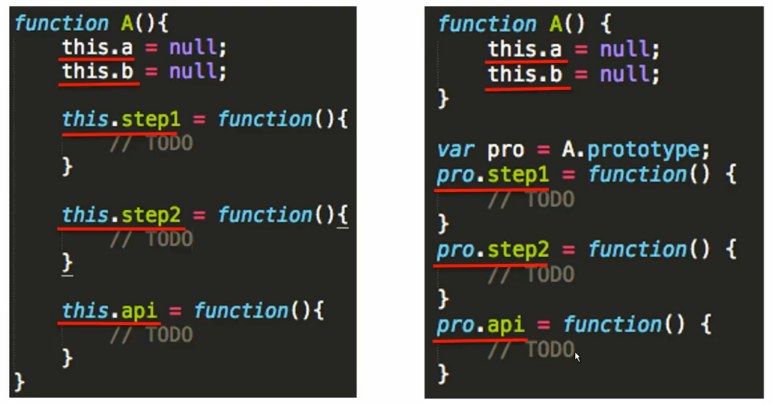 function A(){
this.a = null;
this.b = null;
this.step1 = function(){
// TODO
}
this.step2 = function(){
// TODO
}
this.api = function(){
// TODO
}
}
function A() {
this.a = null;
this.b = null;
}
var pro = A.prototype;
pro.step1 = function() {
// TODO
}
pro.step2 = function() {
// TODO
}
pro.api = function() {
// TODO
}